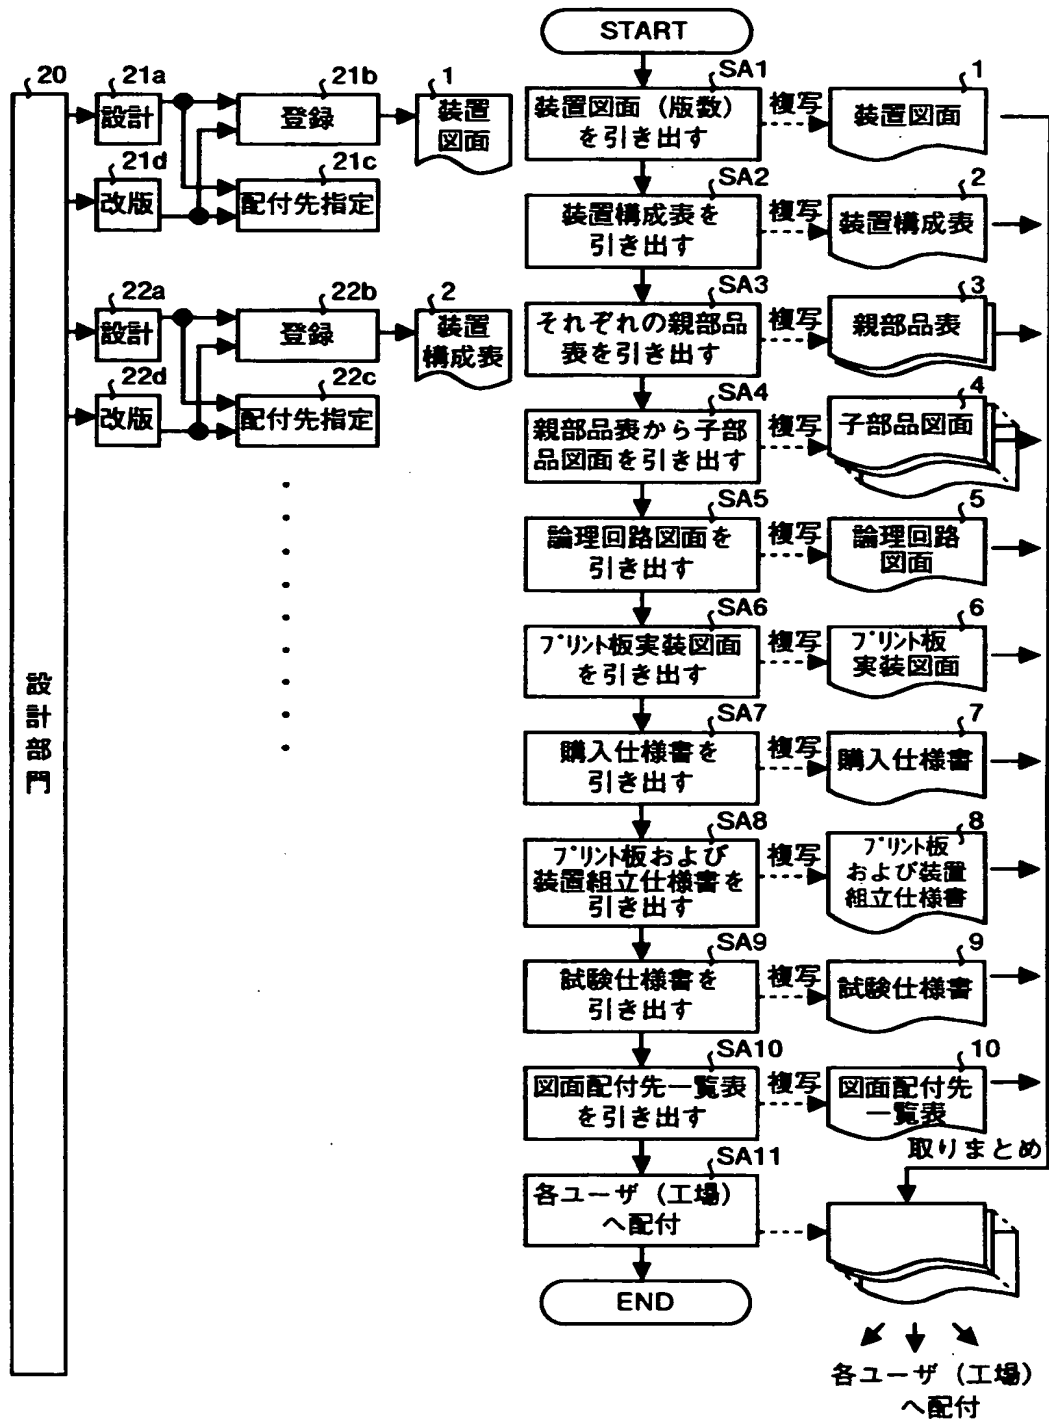 START
20
21a
21b
1
設計
登録
装置
図面
21d
21c
改版
配付先指定
22a
22b
2
設計
登録
装置
構成表
22d
22c
改版
配付先指定
設計部門
SA1
装置図面（版数）
を引き出す
複写
1
装置図面
SA2
装置構成表を
引き出す
複写
2
装置構成表
SA3
それぞれの親部品
表を引き出す
複写
3
親部品表
SA4
親部品表から子部
品図面を引き出す
複写
4
子部品図面
SA5
論理回路図面を
引き出す
複写
5
論理回路
図面
SA6
プリント板実装図面
を引き出す
複写
6
プリント板
実装図面
SA7
購入仕様書を
引き出す
複写
7
購入仕様書
SA8
プリント板および
装置組立仕様書を
引き出す
複写
8
プリント板
および装置
組立仕様書
SA9
試験仕様書を
引き出す
複写
9
試験仕様書
SA10
図面配付先一覧表
を引き出す
複写
10
図面配付先
一覧表
取りまとめ
SA11
各ユーザ（工場）
へ配付
END
各ユーザ（工場）
へ配付